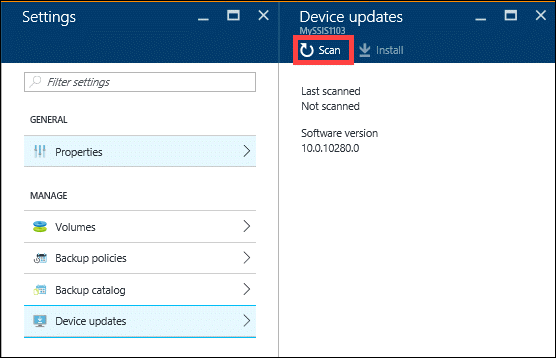 Settings
Filter settings
GENERAL
Properties
MANAGE
Volumes
Backup policies
Backup catalog
Device updates
Device updates
MySSIS1103
Scan
Install
Last scanned
Not scanned
Software version
10.0.10280.0